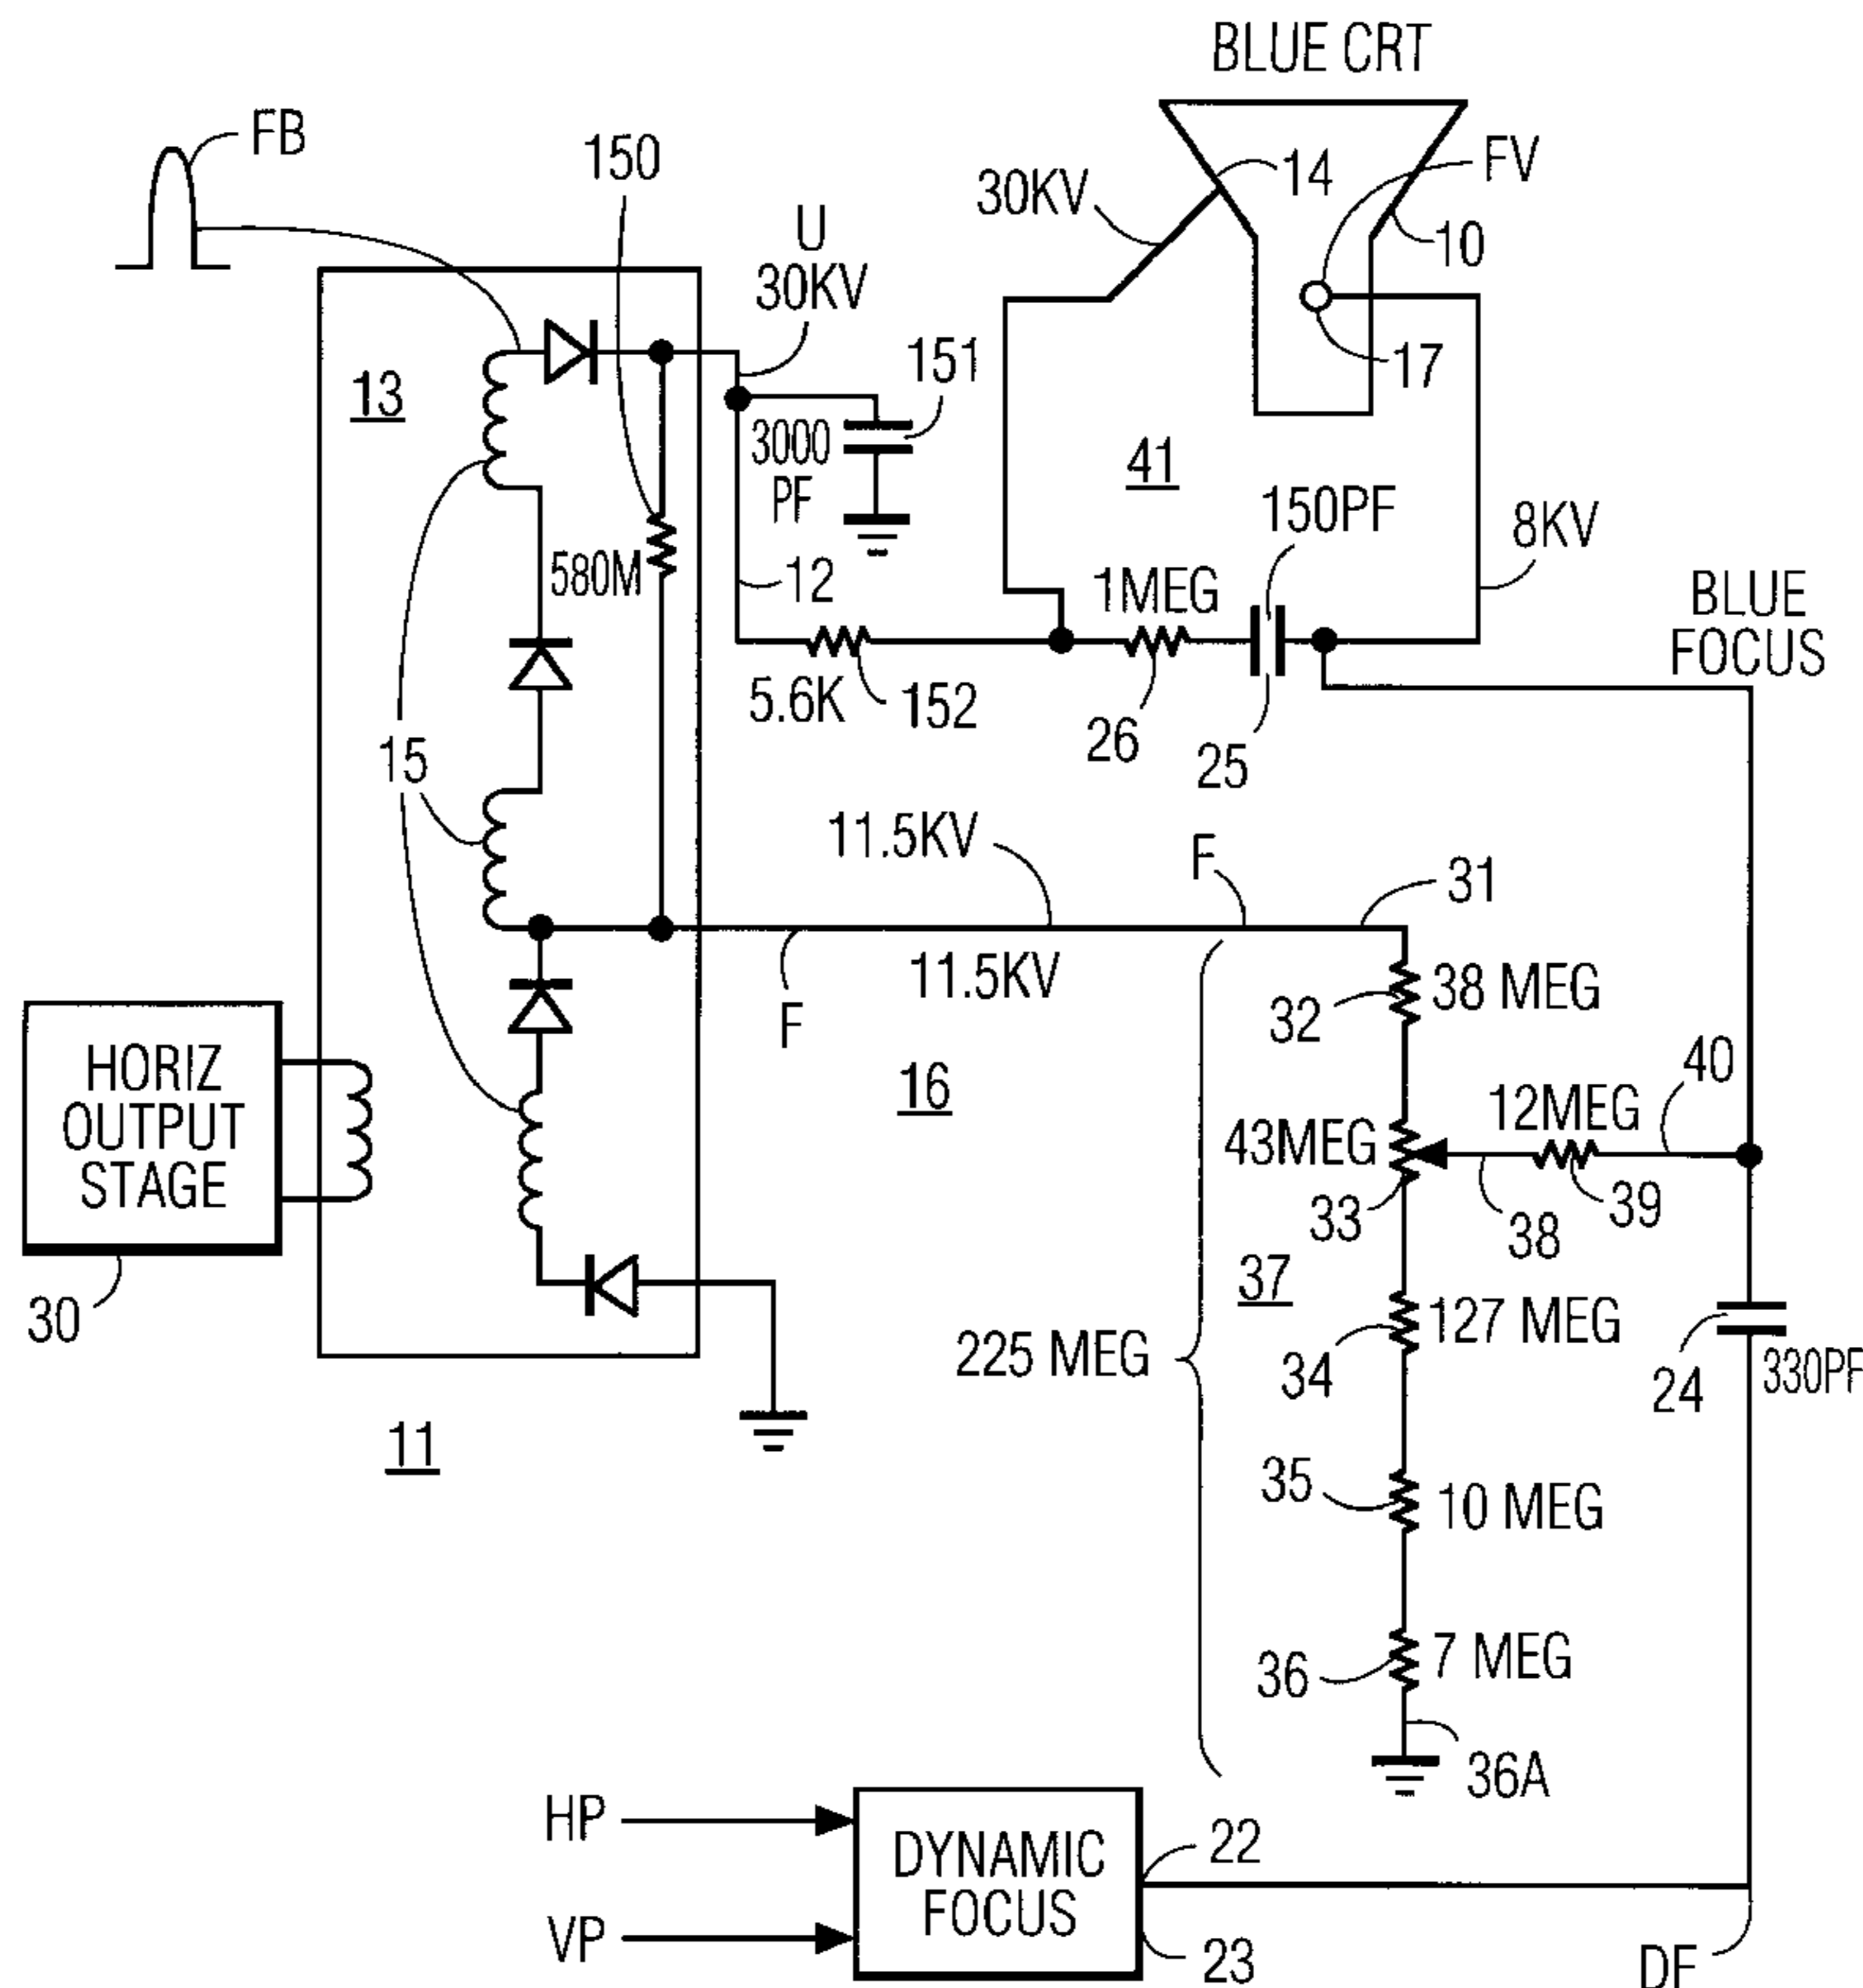 BLUE CRT
FB
150
14
FV
30KV
U
30KV
10
151
17
13
3000
PF
41
150PF
8KV
580M
12
1MEG
BLUE
FOCUS
5.6K
152
26
25
15
11.5KV
F
31
11.5KV
38 MEG
F
32
HORIZ
OUTPUT
STAGE
16
40
12MEG
43MEG
33
38
39
37
30
127 MEG
225 MEG
34
24
330PF
11
35
10 MEG
7 MEG
36
36A
HP
22
DYNAMIC
FOCUS
VP
23
DF